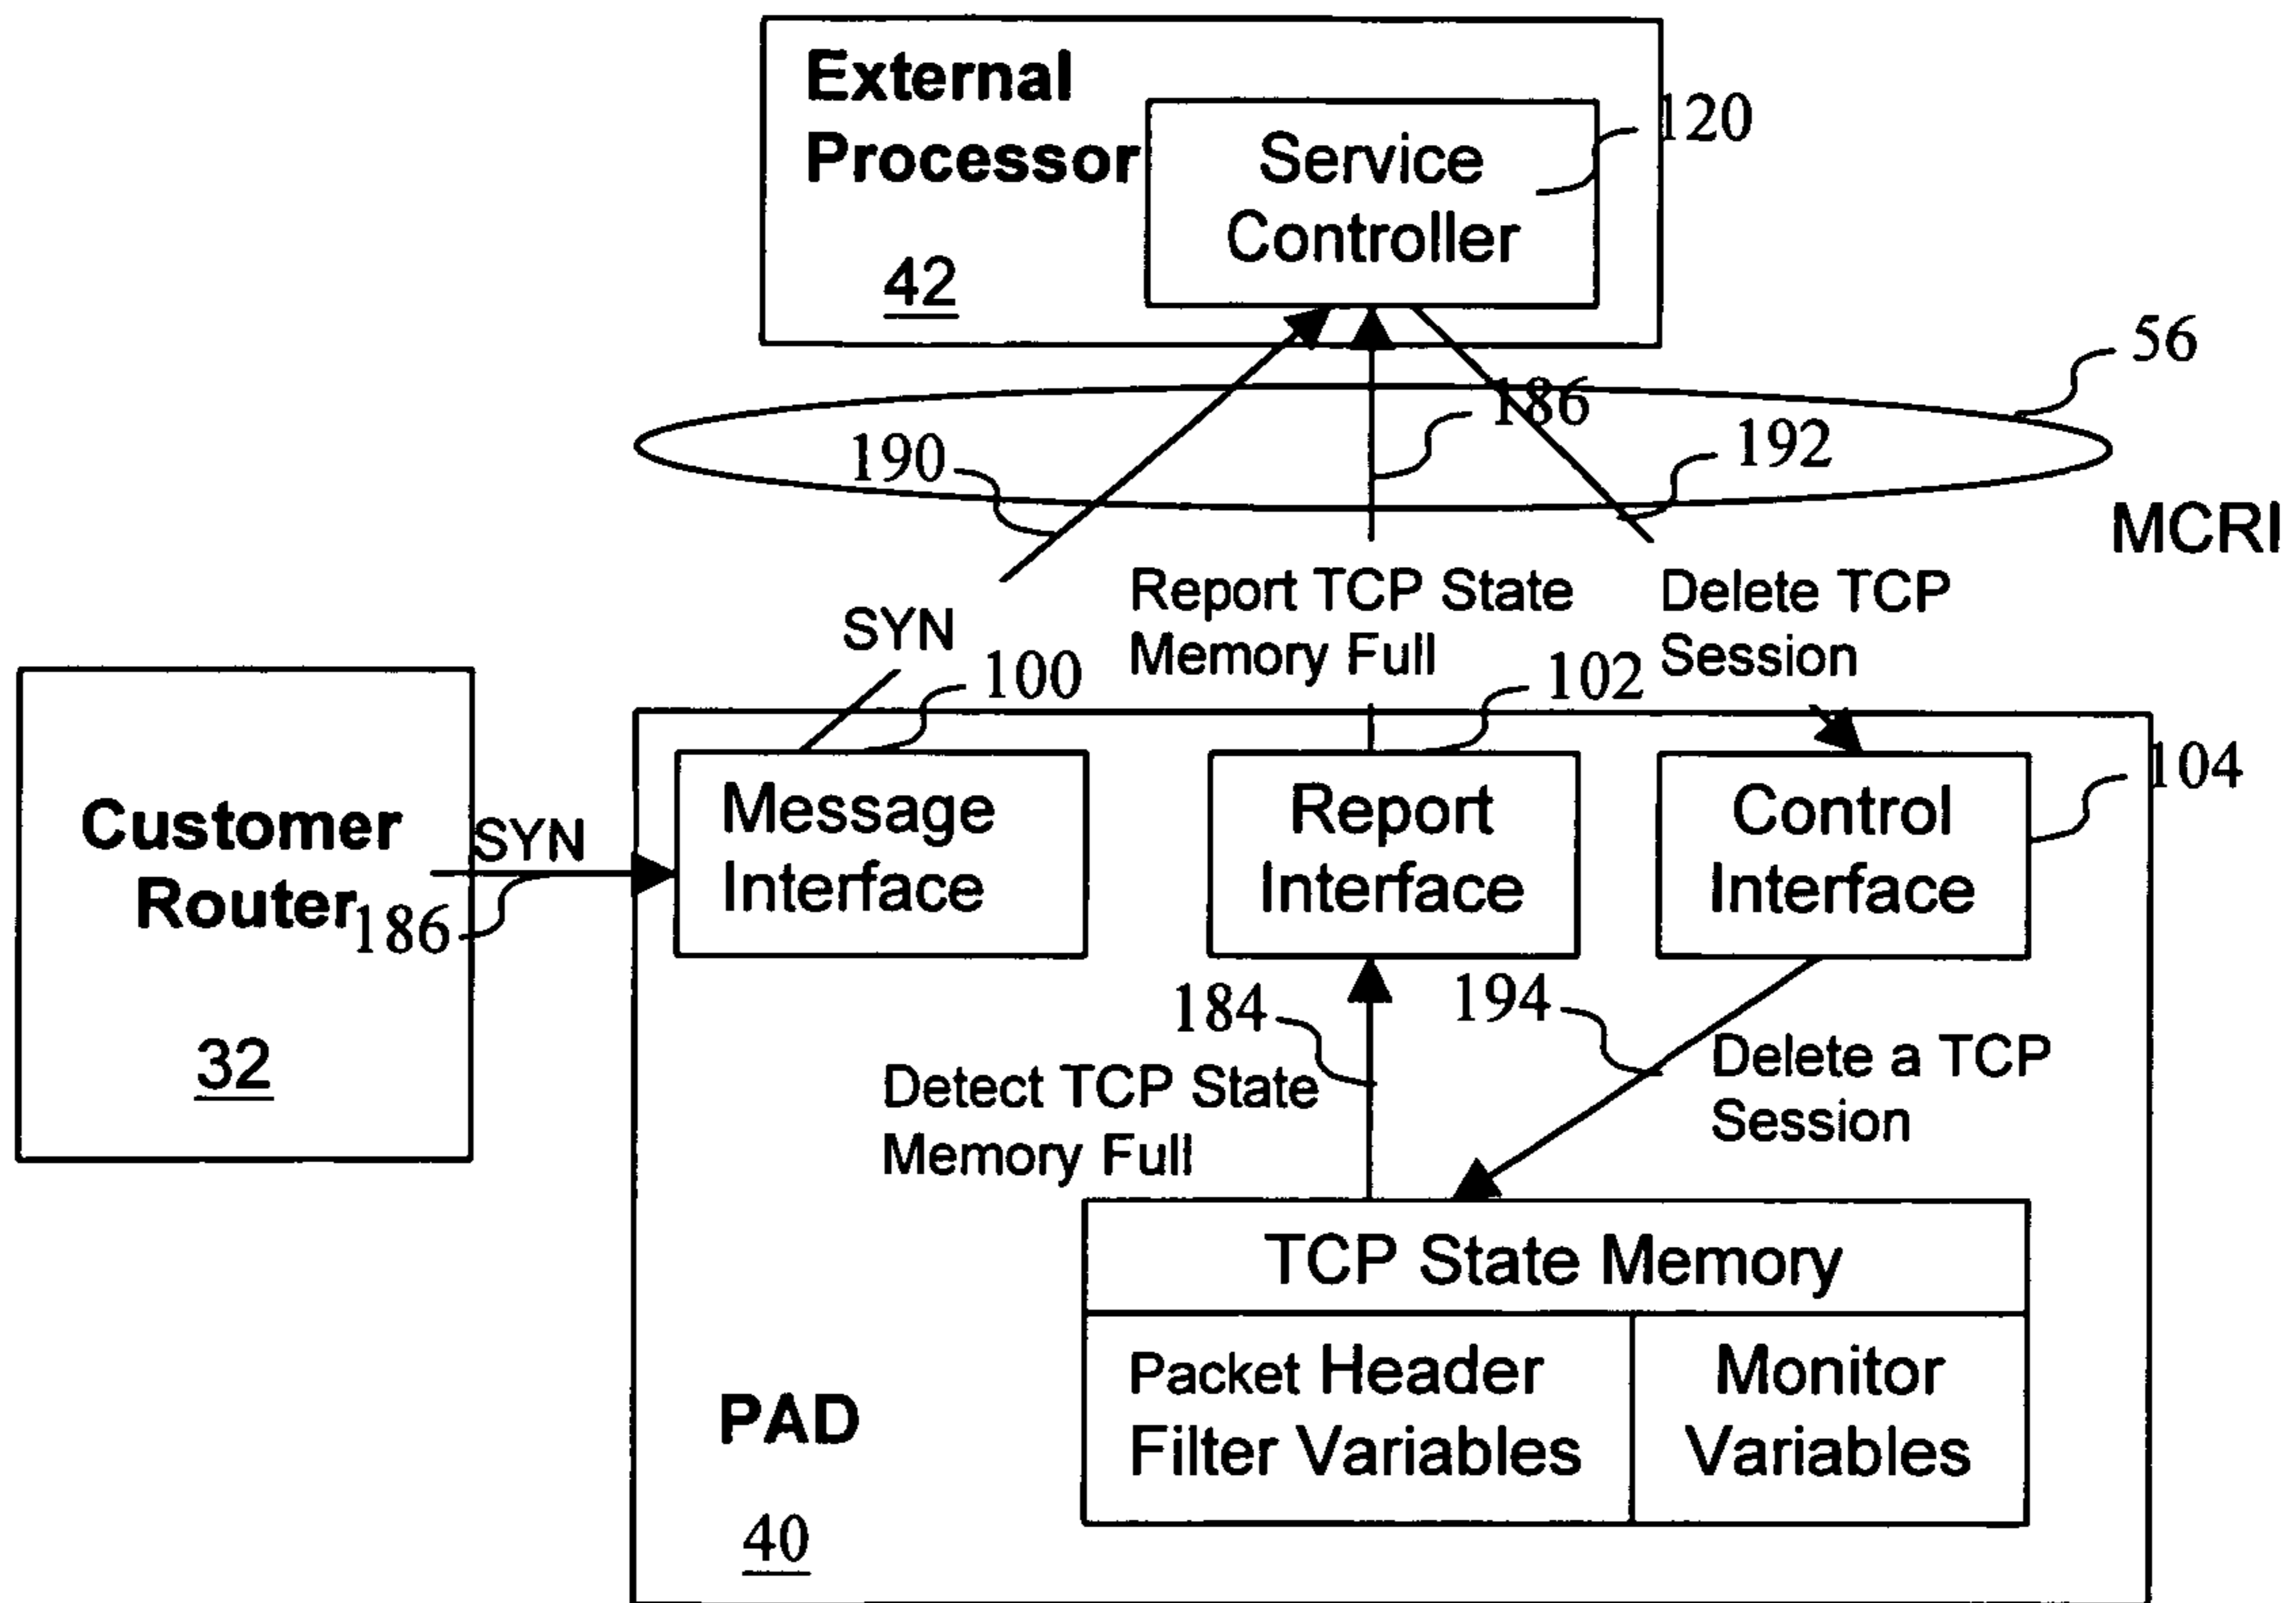 External
Processor
42
Service
Controller
120
56
186
190
192
MCRI
SYN
Report TCP State
Memory Full
Delete TCP
Session
100
102
104
Customer
Router
32
SYN
186
Message
Interface
Report
Interface
Control
Interface
184
194
Detect TCP State
Memory Full
Delete a TCP
Session
TCP State Memory
Packet Header
Filter Variables
Monitor
Variables
PAD
40